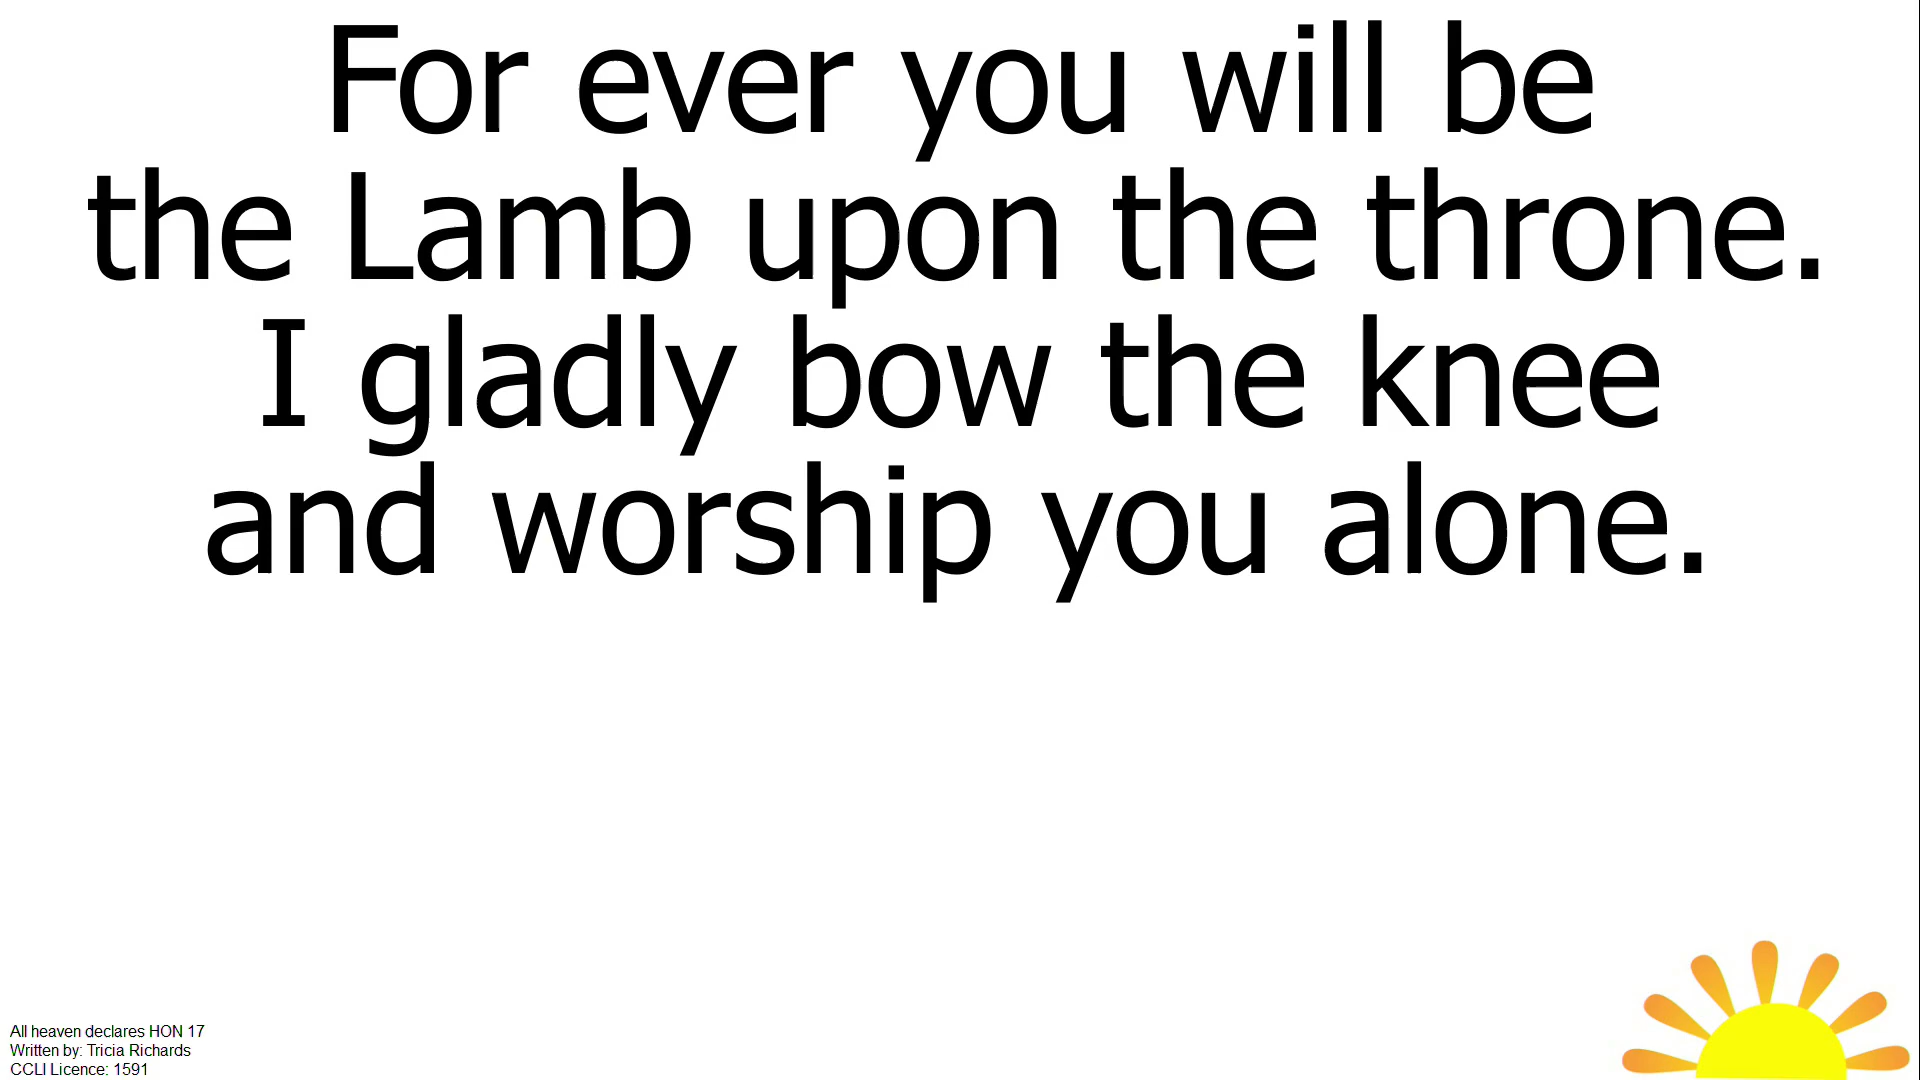 For ever you will be
the Lamb upon the throne.
I gladly bow the knee
and worship you alone.
All heaven declares HON 17
Written by: Tricia Richards
CCLI Licence: 1591